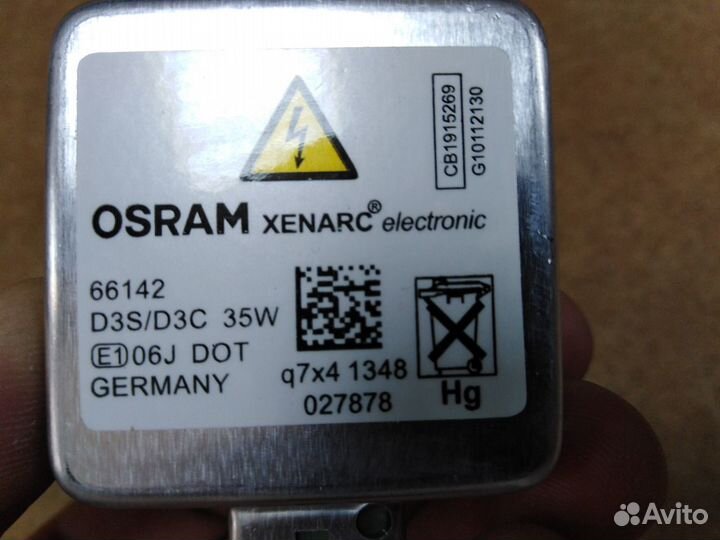 CB1915269
G10112130
OSRAM XENARC® electronic
66142
D3S/D3C 35W
E1 06J DOT
GERMANY
q7x4 1348
027878
Hg
Avito